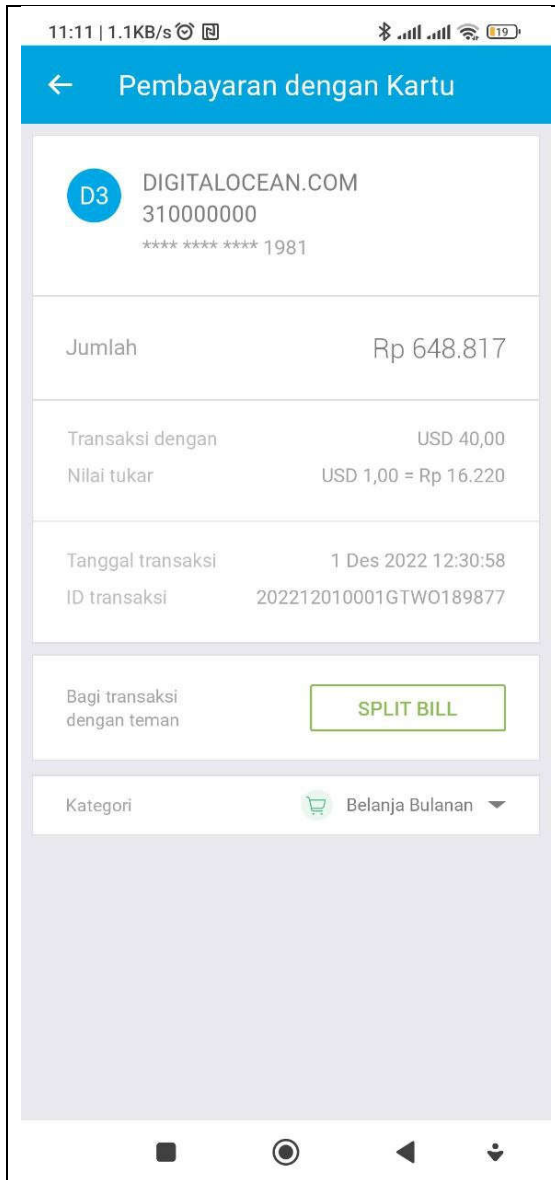 11:11 | 1.1KB/s
19
Pembayaran dengan Kartu
D3
DIGITALOCEAN.COM
310000000
**** **** **** 1981
Jumlah Rp 648.817
Transaksi dengan USD 40,00
Nilai tukar USD 1,00 = Rp 16.220
Tanggal transaksi 1 Des 2022 12:30:58
ID transaksi 202212010001GTWO189877
Bagi transaksi
dengan teman
SPLIT BILL
Kategori Belanja Bulanan